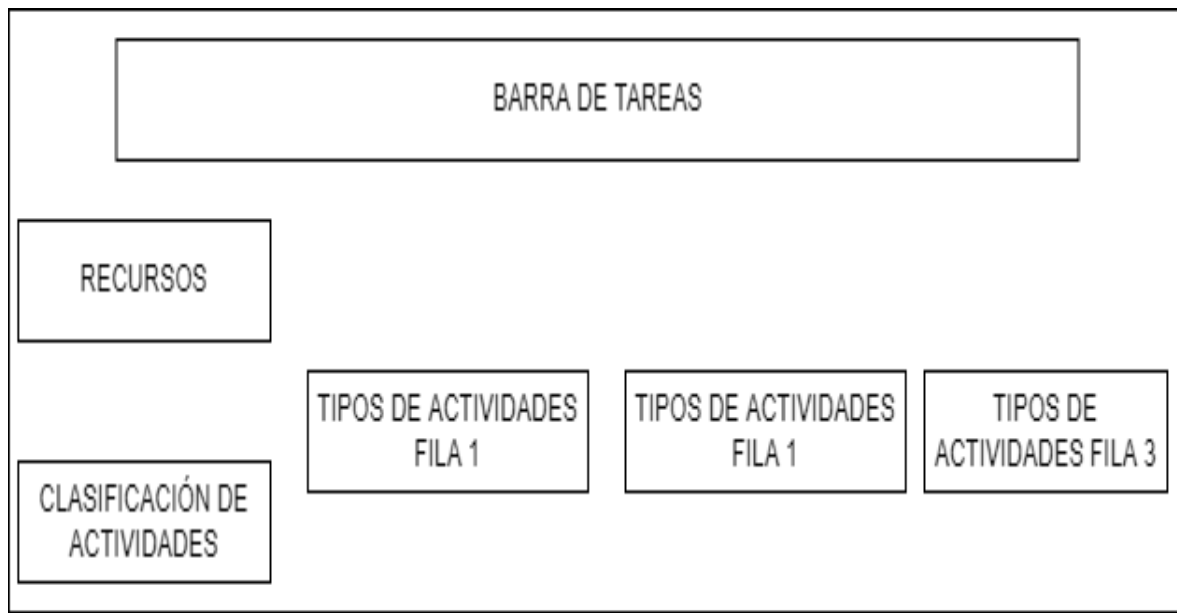 BARRA DE TAREAS
RECURSOS
TIPOS DE ACTIVIDADES
FILA 1
TIPOS DE ACTIVIDADES
FILA 1
TIPOS DE
ACTIVIDADES FILA 3
CLASIFICACIÓN DE
ACTIVIDADES